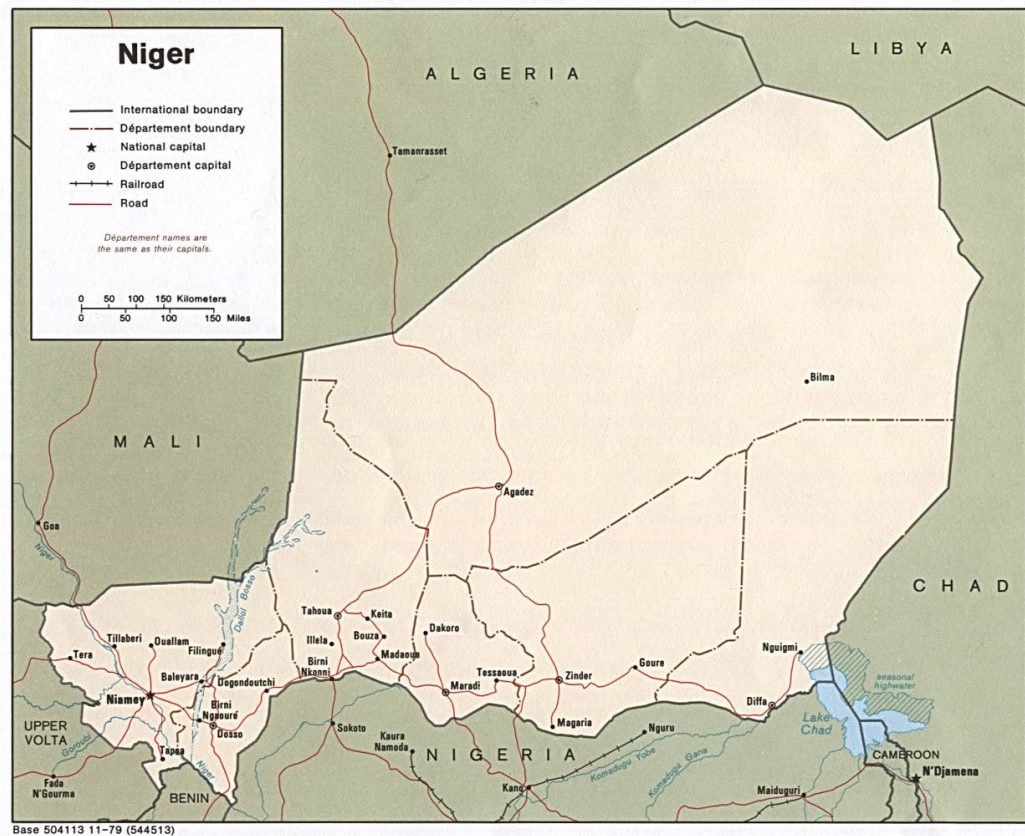 Niger
International boundary
Département boundary
National capital
Département capital
Railroad
Road
Département names are
the same as their capitals.
0 50 100 150 Kilometers
0 50 100 150 Miles
LIBYA
ALGERIA
Tamanrasset
Bilma
MALI
Agadez
Goa
Niger
Dallol Bosso
CHAD
Tahoua
Keita
Tillaberi
Ouallam
Filingué
Illela
Bouza
Dakoro
Tera
Madaoua
Nguigmi
Baleyara
Birni
Nkonni
Tessaoua
Goure
seasonal
highwater
Dogondoutchi
Zinder
Niamey
Maradi
Birni
Ngaouré
Diffa
Dosso
Magaria
Lake
Chad
UPPER
VOLTA
Goroubi
Sokoto
Nguru
Tapoa
Kaura
Namoda
NIGERIA
Komadugu Yobe
Komadugu Gana
CAMEROON
Niger
N'Djamena
Fada
N'Gourma
BENIN
Kano
Maiduguri
Base 504113 11-79 (544513)